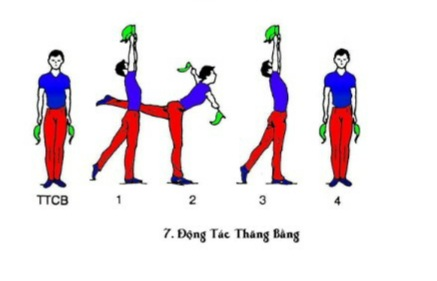 TTCB 1 2 3 4
7. Động Tác Thăng Bằng